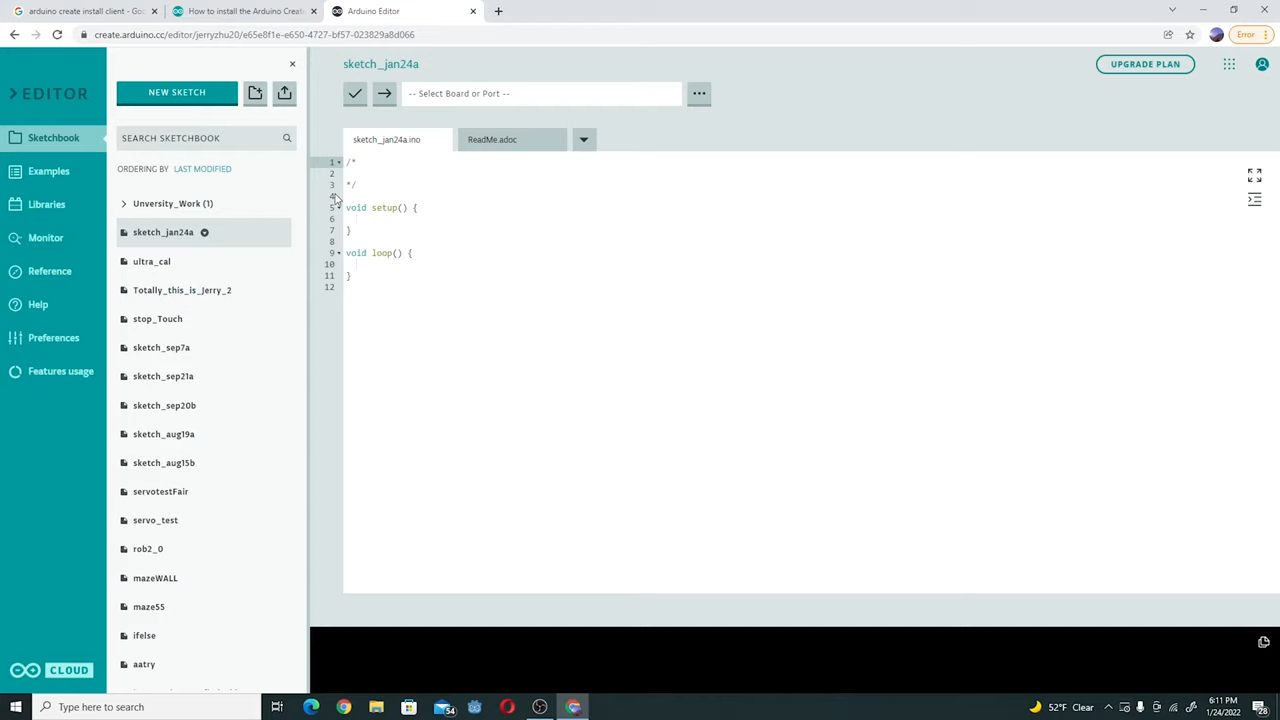 arduino create install client - Goo
How to install the Arduino Create
Arduino Editor
create.arduino.cc/editor/jerryzhu20/e65e8f1e-e650-4727-bf57-023829a8d066
Error
EDITOR
Sketchbook
Examples
Libraries
Monitor
Reference
Help
Preferences
Features usage
CLOUD
NEW SKETCH
SEARCH SKETCHBOOK
ORDERING BY LAST MODIFIED
Unversity_Work (1)
sketch_jan24a
ultra_cal
Totally_this_is_Jerry_2
stop_Touch
sketch_sep7a
sketch_sep21a
sketch_sep20b
sketch_aug19a
sketch_aug15b
servotestFair
servo_test
rob2_0
mazeWALL
maze55
ifelse
aatry
sketch_jan24a
UPGRADE PLAN
-- Select Board or Port --
sketch_jan24a.ino
ReadMe.adoc
1 /*
2
3 */
4
5 void setup() {
6
7 }
8
9 void loop() {
10
11 }
12
Type here to search
54
52°F Clear
6:11 PM
1/24/2022
28